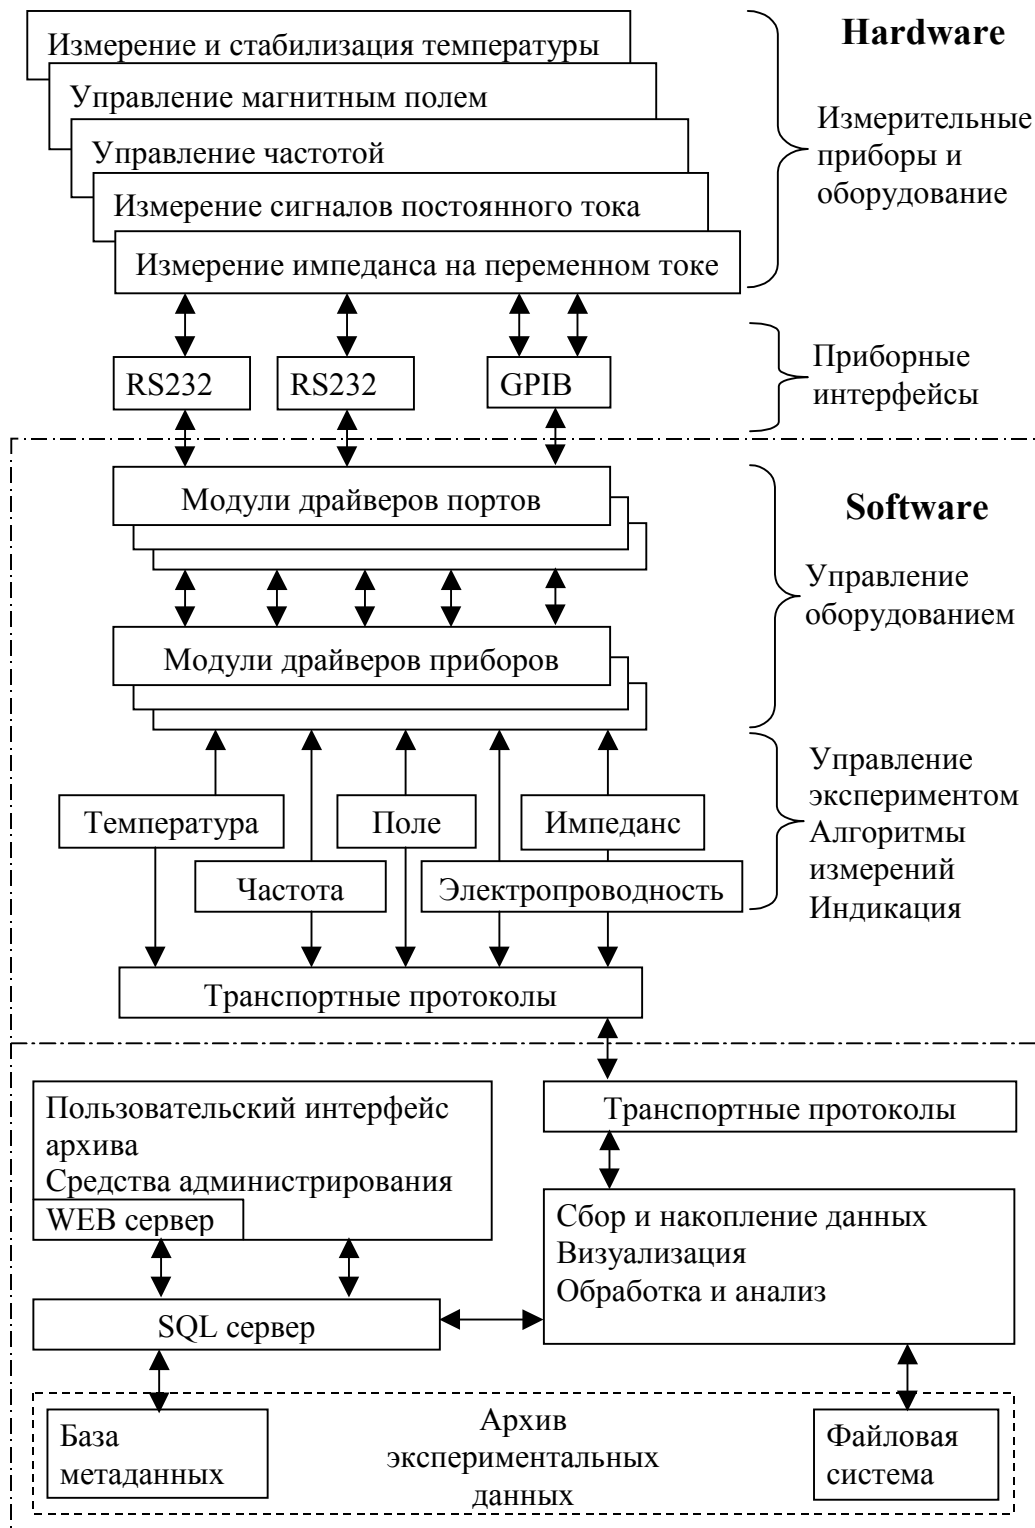 Hardware
Измерение и стабилизация температуры
Управление магнитным полем
Управление частотой
Измерение сигналов постоянного тока
Измерение импеданса на переменном токе
Измерительные
приборы и
оборудование
RS232
RS232
GPIB
Приборные
интерфейсы
Software
Модули драйверов портов
Модули драйверов приборов
Управление
оборудованием
Температура
Поле
Импеданс
Частота
Электропроводность
Управление
экспериментом
Алгоритмы
измерений
Индикация
Транспортные протоколы
Пользовательский интерфейс
архива
Средства администрирования
WEB сервер
Транспортные протоколы
Сбор и накопление данных
Визуализация
Обработка и анализ
SQL сервер
База
метаданных
Архив
экспериментальных
данных
Файловая
система